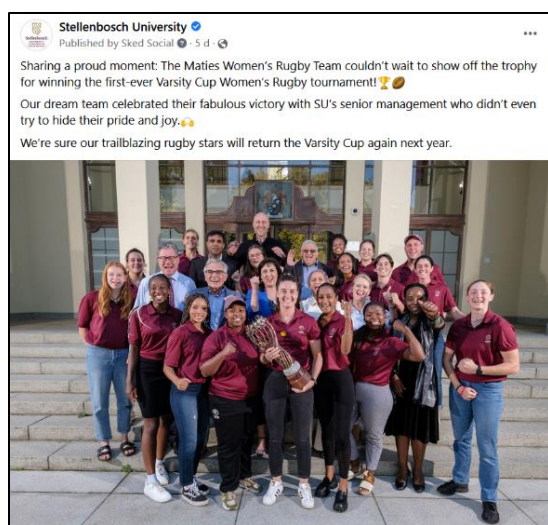 Stellenbosch University
Published by Sked Social · 5 d ·
Sharing a proud moment: The Maties Women's Rugby Team couldn't wait to show off the trophy
for winning the first-ever Varsity Cup Women's Rugby tournament!🏆🏉
Our dream team celebrated their fabulous victory with SU's senior management who didn't even
try to hide their pride and joy.🙌
We're sure our trailblazing rugby stars will return the Varsity Cup again next year.